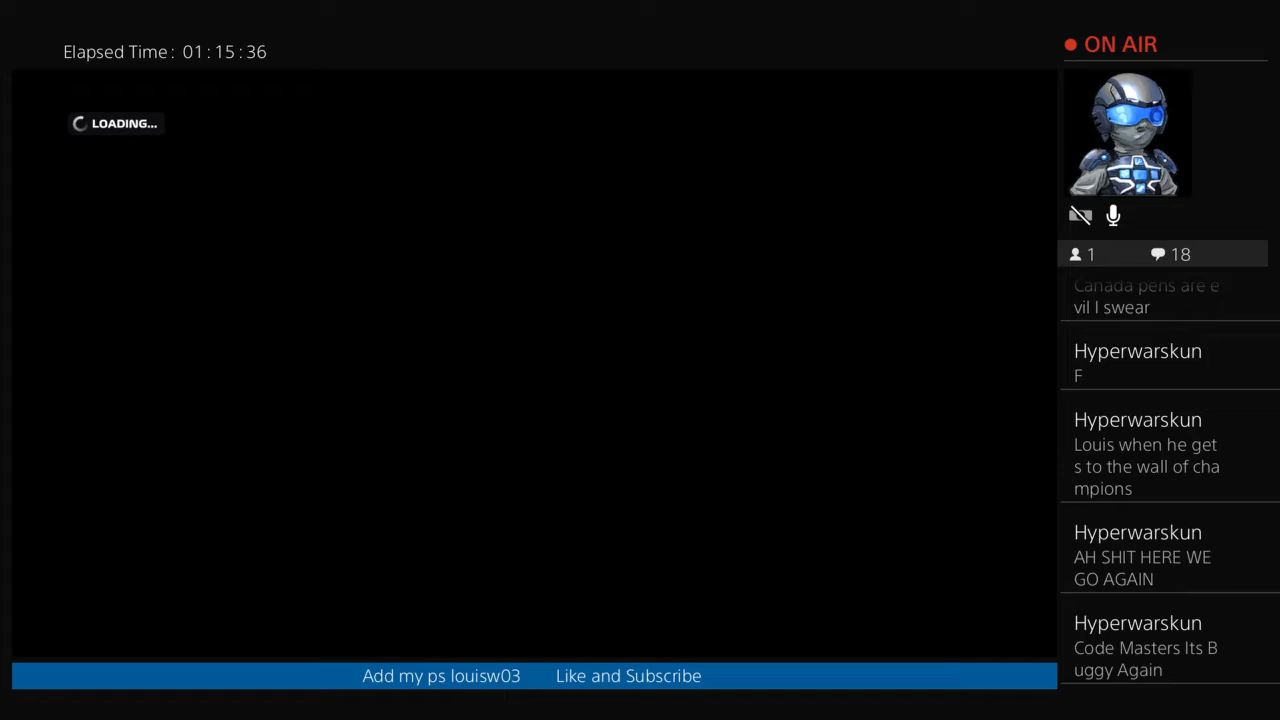 Elapsed Time: 01:15:36
ON AIR
LOADING...
1 18
Canada pens are e
vil I swear
Hyperwarskun
F
Hyperwarskun
Louis when he get
s to the wall of cha
mpions
Hyperwarskun
AH SHIT HERE WE
GO AGAIN
Hyperwarskun
Code Masters Its B
uggy Again
Add my ps louisw03 Like and Subscribe